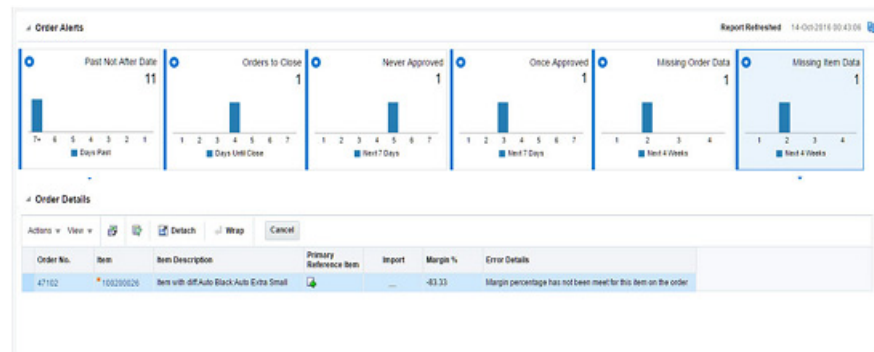 Order Alerts
Report Refreshed 14-Oct-2016 00:43:06
Past Not After Date
11
7+ 6 5 4 3 2 1
Days Past
Orders to Close
1
1 2 3 4 5 6 7
Days Until Close
Never Approved
1
1 2 3 4 5 6 7
Next 7 Days
Once Approved
1
1 2 3 4 5 6 7
Next 7 Days
Missing Order Data
1
1 2 3 4
Next 4 Weeks
Missing Item Data
1
1 2 3 4
Next 4 Weeks
Order Details
Actions View Detach Wrap Cancel
Order No. Item Item Description Primary Reference Item Import Margin % Error Details
47102 100200026 Item with diff:Auto Black:Auto Extra Small ... -83.33 Margin percentage has not been meet for this item on the order